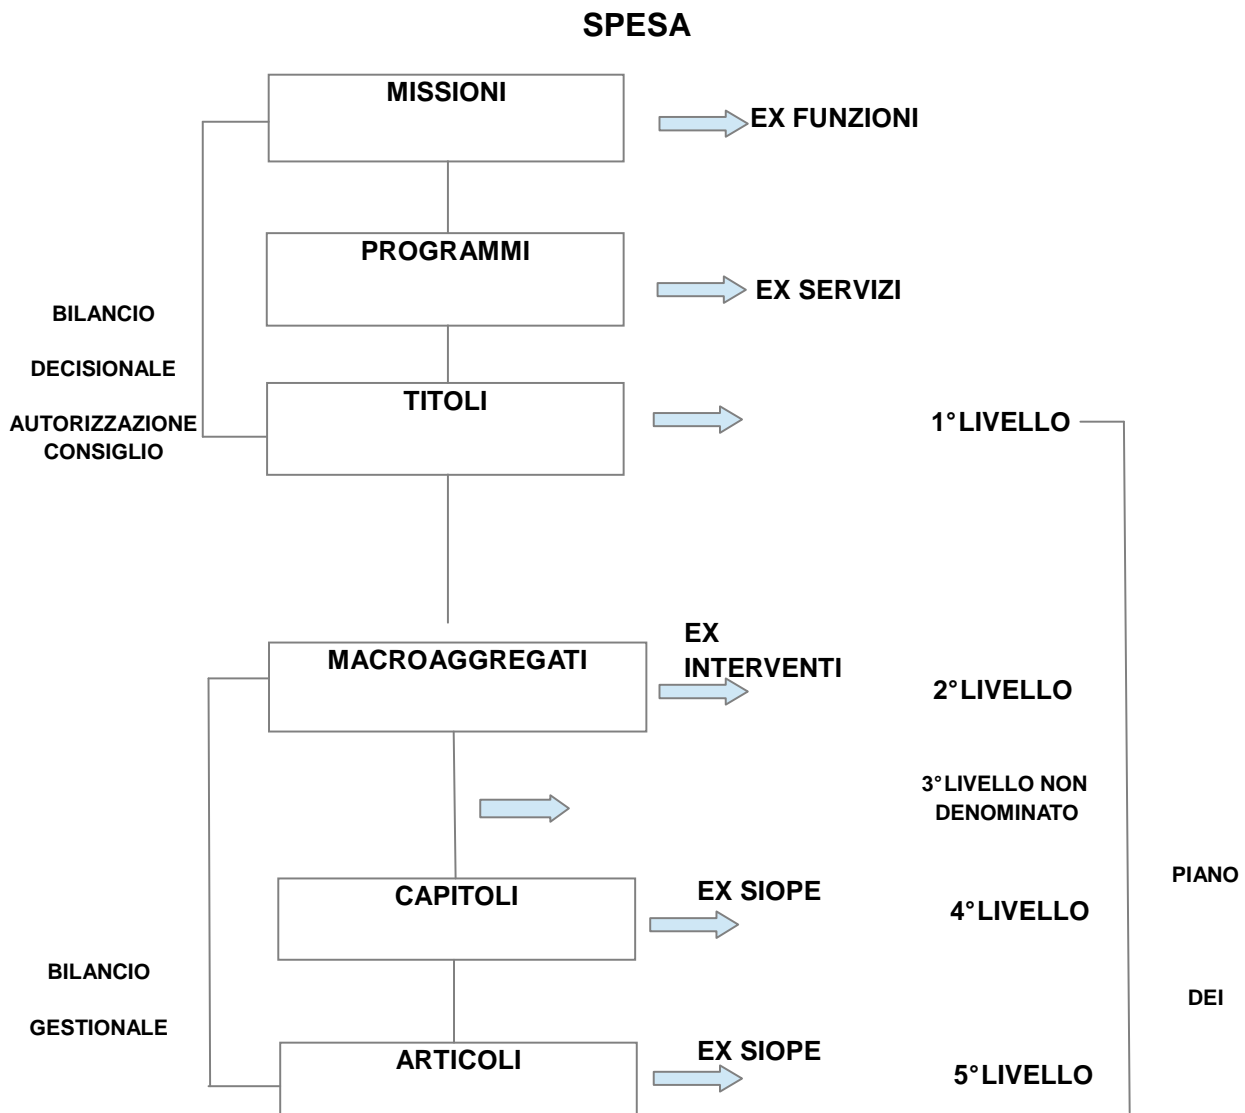 SPESA
MISSIONI
EX FUNZIONI
PROGRAMMI
EX SERVIZI
BILANCIO
DECISIONALE
AUTORIZZAZIONE
CONSIGLIO
TITOLI
1° LIVELLO
MACROAGGREGATI
EX
INTERVENTI
2° LIVELLO
3° LIVELLO NON
DENOMINATO
CAPITOLI
EX SIOPE
4° LIVELLO
PIANO
DEI
BILANCIO
GESTIONALE
ARTICOLI
EX SIOPE
5° LIVELLO